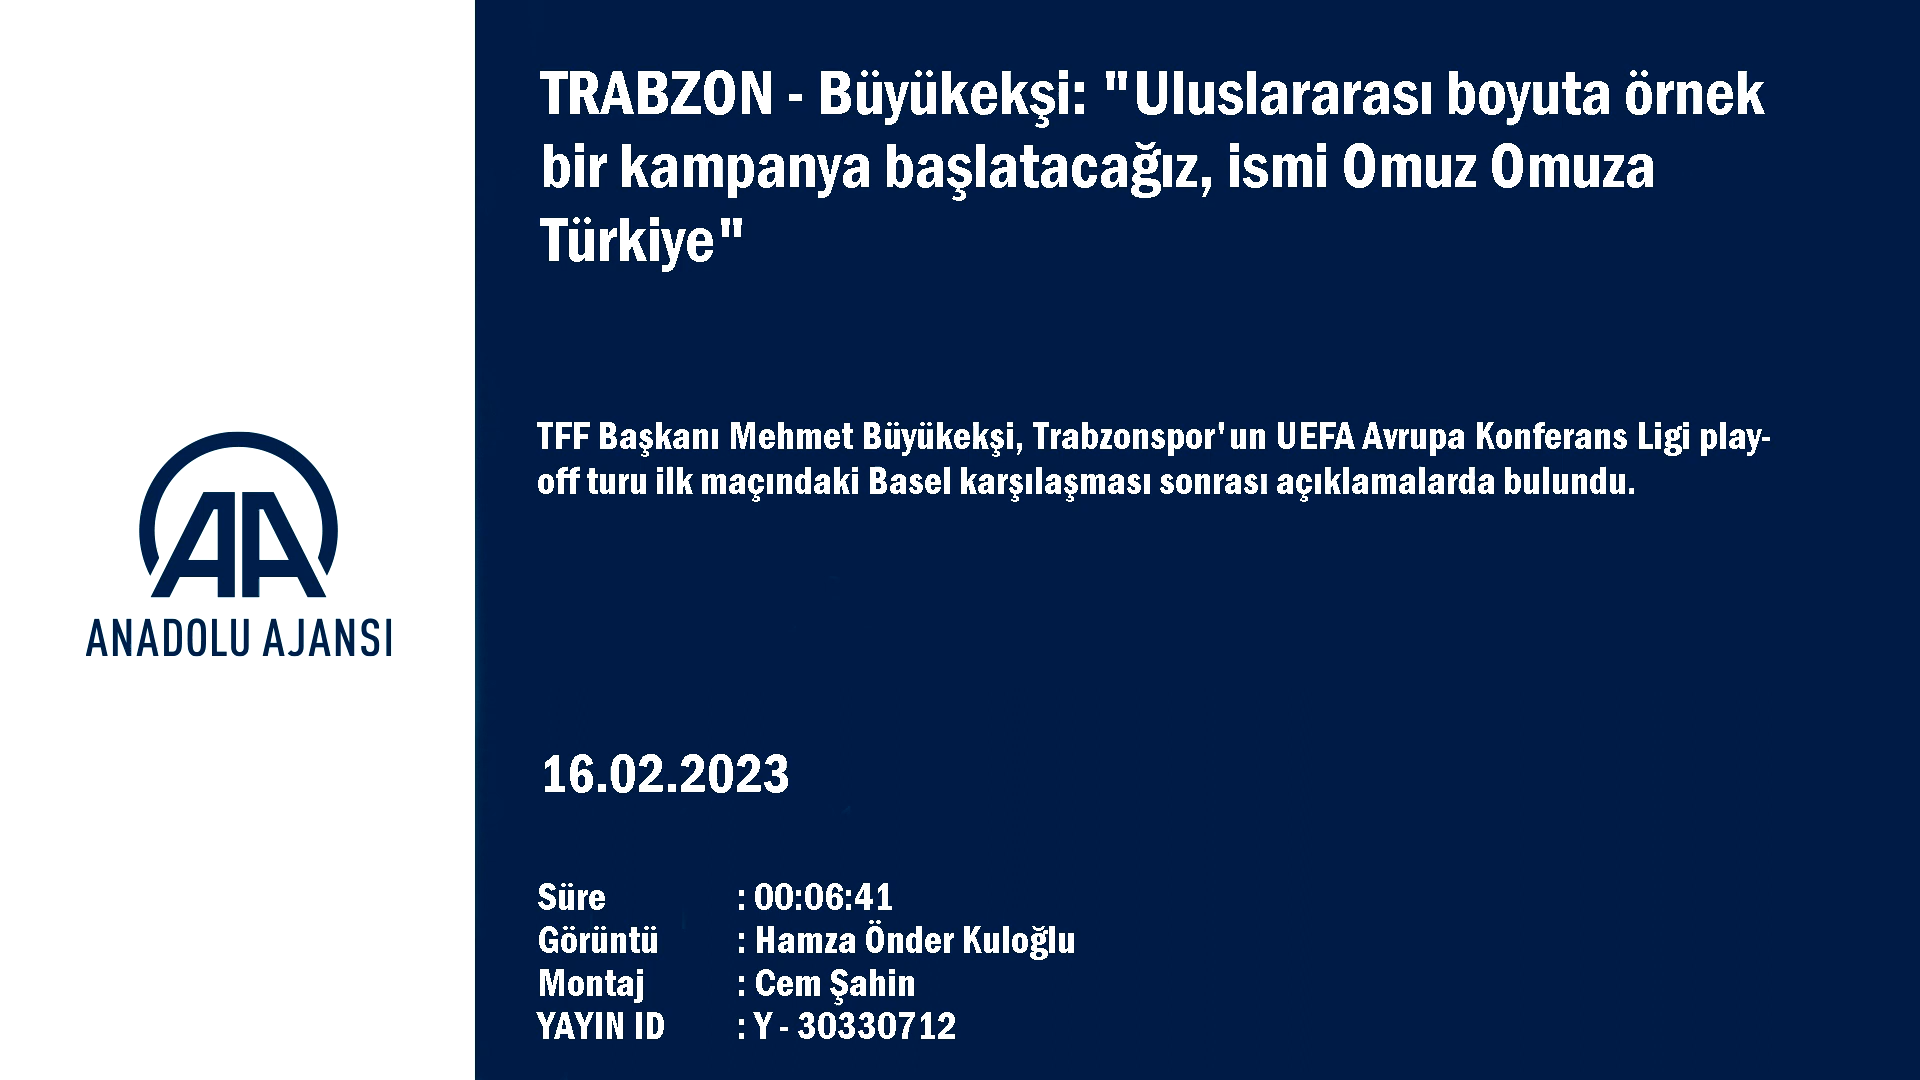 TRABZON - Büyükekşi: "Uluslararası boyuta örnek
bir kampanya başlatacağız, ismi Omuz Omuza
Türkiye"
TFF Başkanı Mehmet Büyükekşi, Trabzonspor'un UEFA Avrupa Konferans Ligi play-
off turu ilk maçındaki Basel karşılaşması sonrası açıklamalarda bulundu.
AA
ANADOLU AJANSI
16.02.2023
Süre : 00:06:41
Görüntü : Hamza Önder Kuloğlu
Montaj : Cem Şahin
YAYIN ID : Y - 30330712